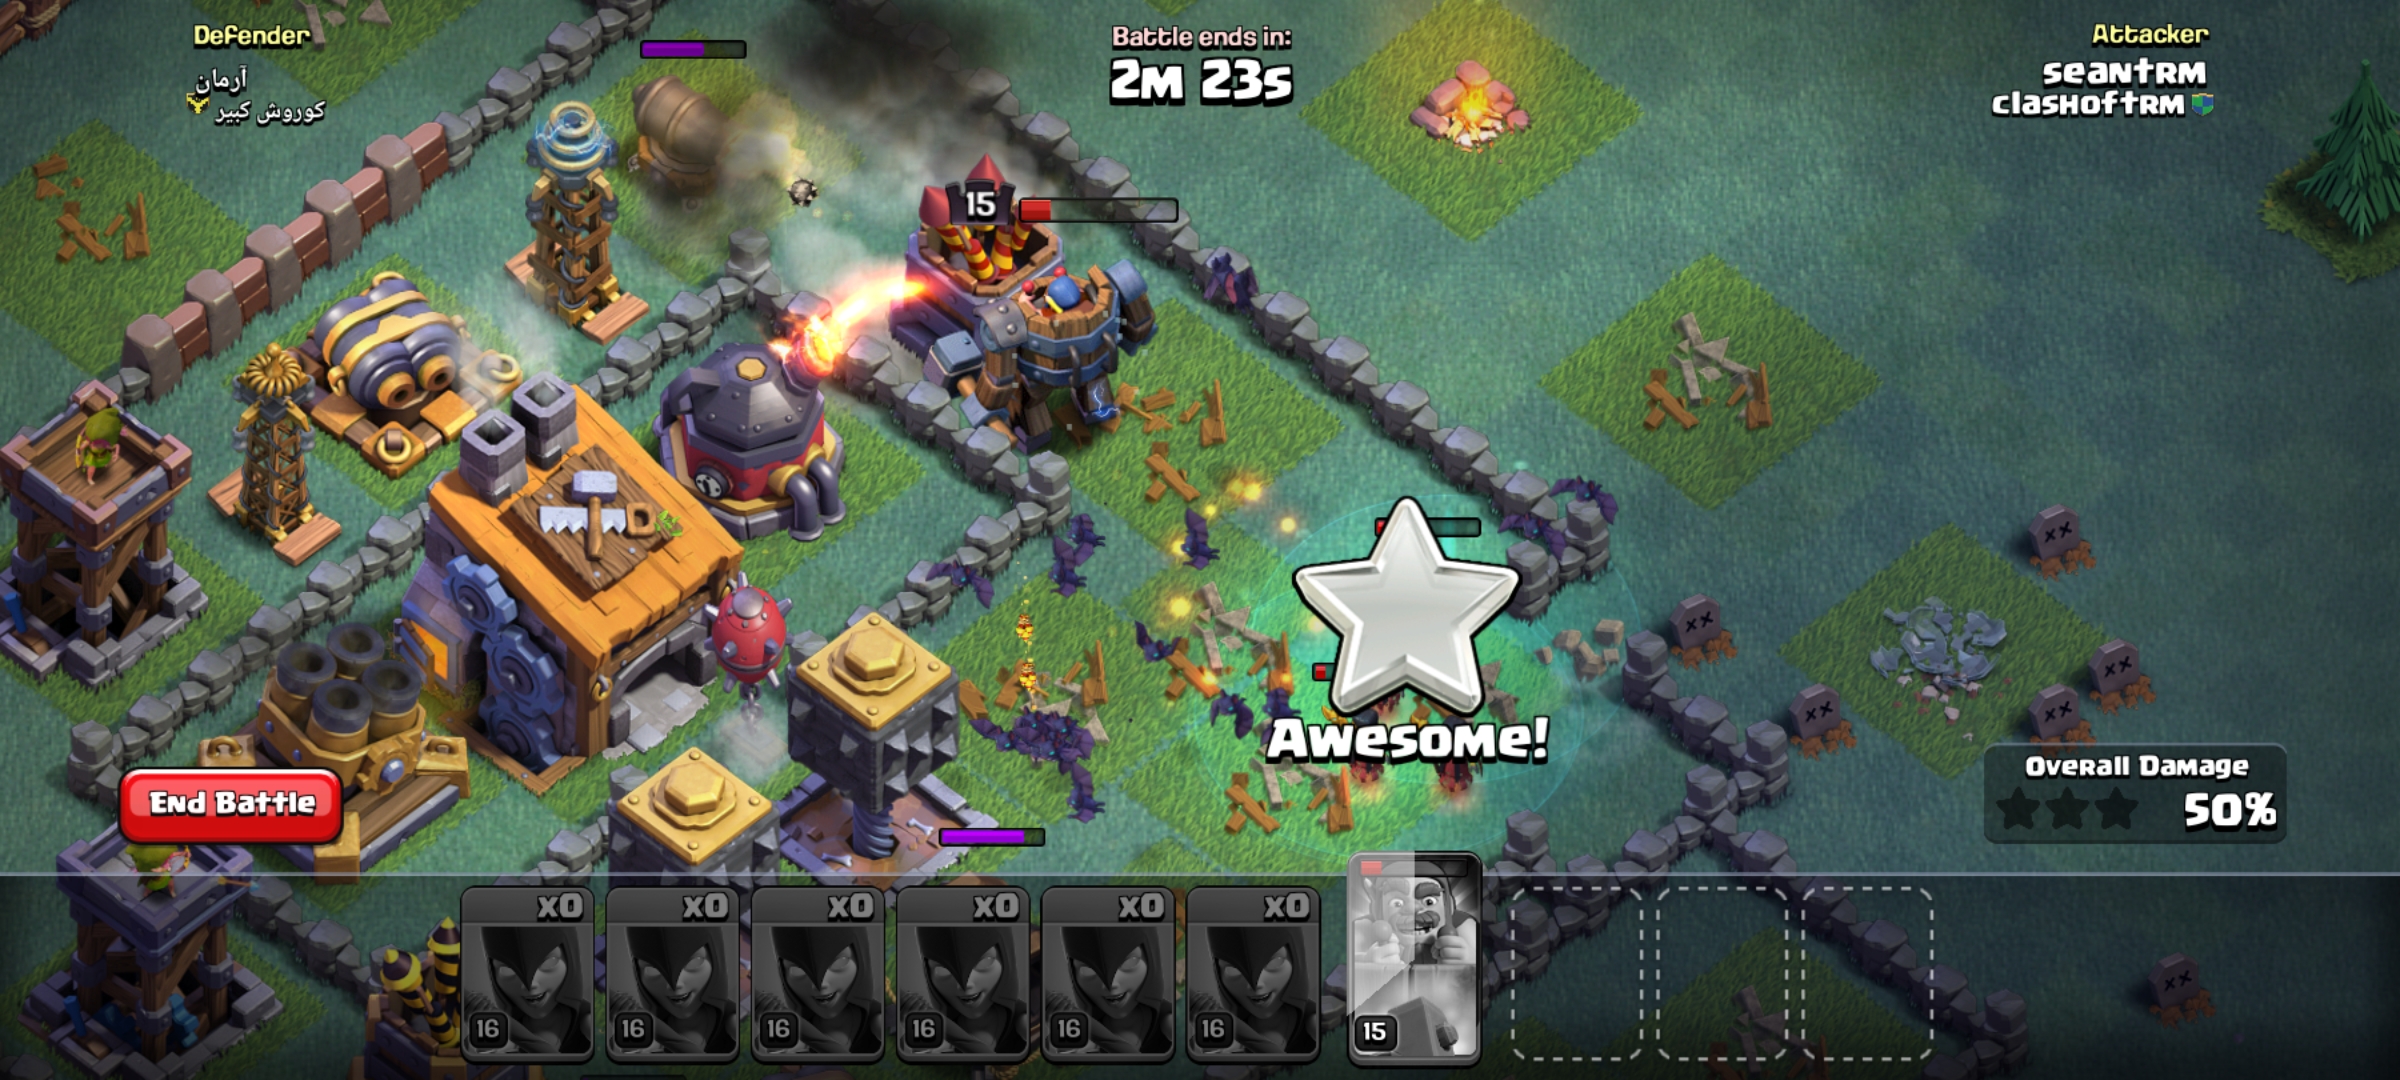 Defender
آرمان
کوروش کبیر
Battle ends in:
2M 23s
Attacker
seantRM
clashoftRM
15
Awesome!
Overall Damage
50%
End Battle
x0 x0 x0 x0 x0 x0
16 16 16 16 16 16 15